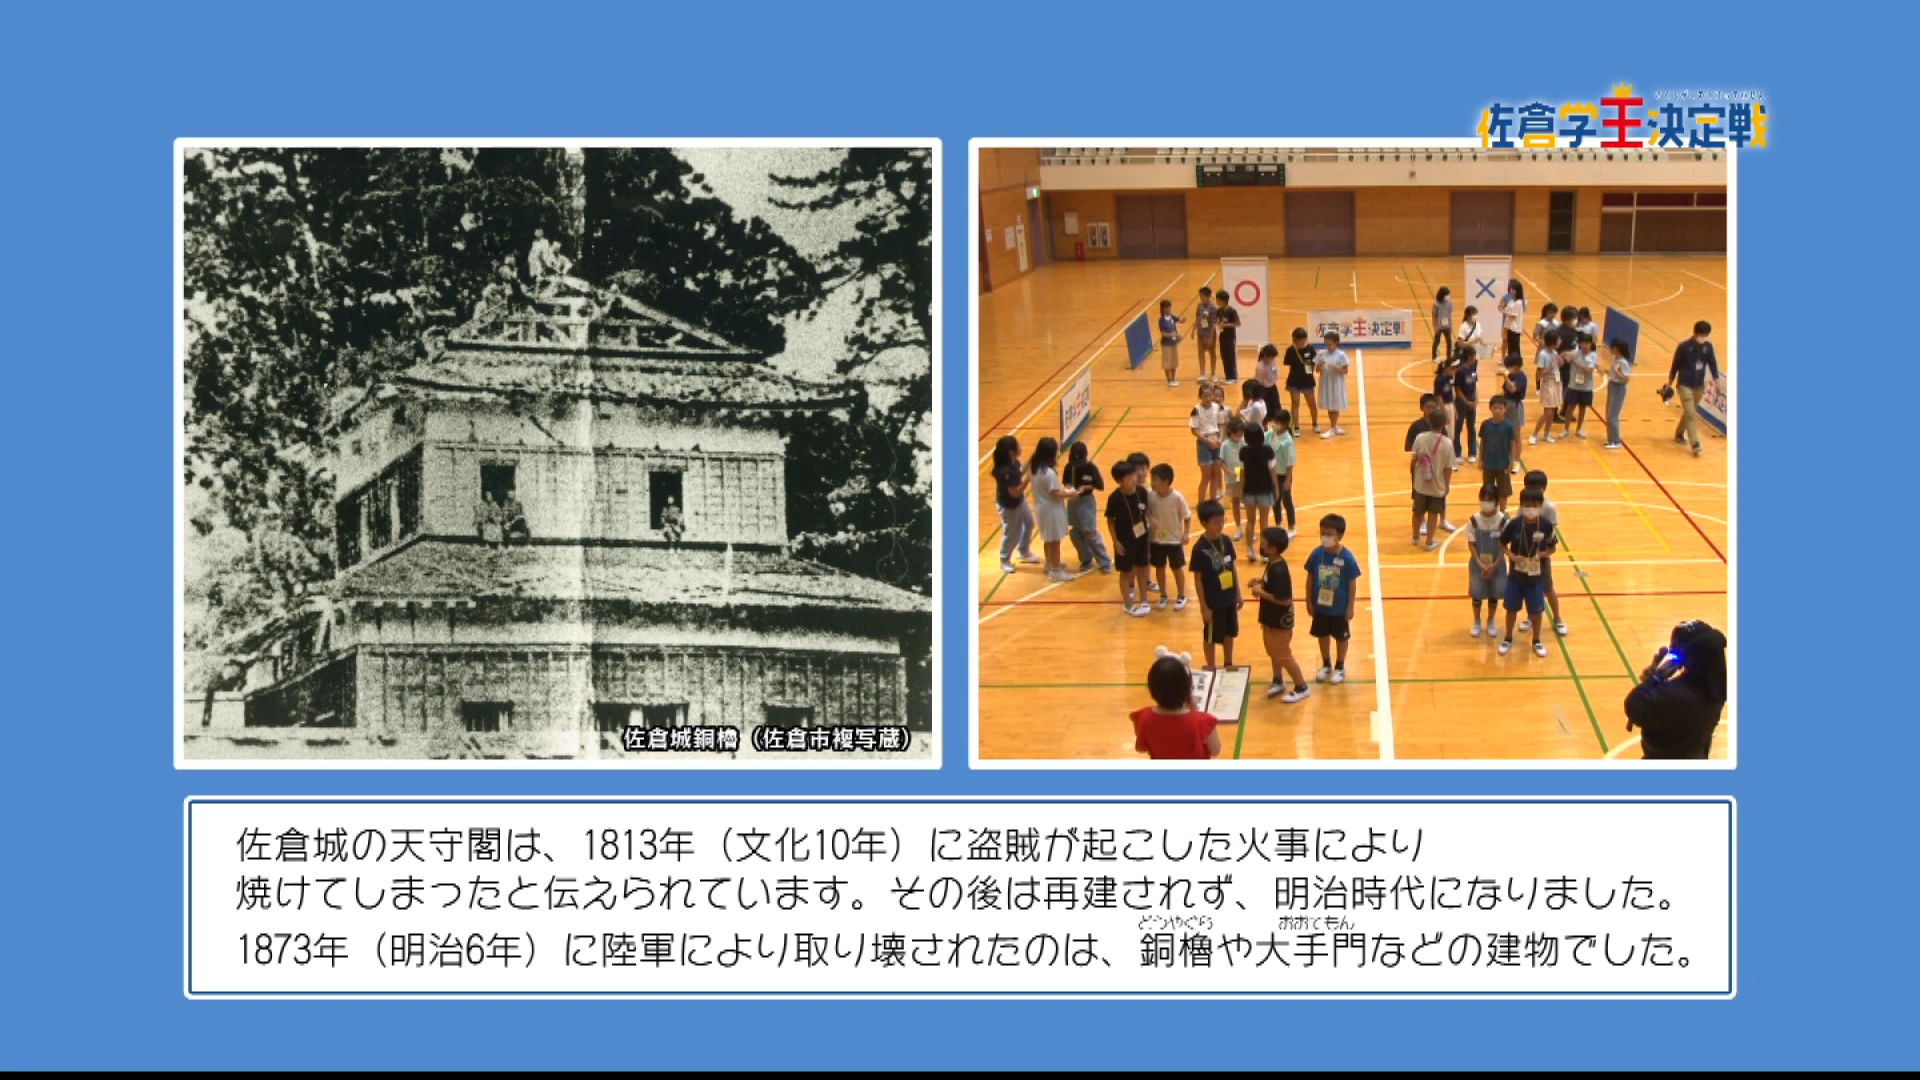 佐倉学王決定戦
佐倉学王決定戦
佐倉城銅櫓（佐倉市複写蔵）
佐倉城の天守閣は、1813年（文化10年）に盗賊が起こした火事により
焼けてしまったと伝えられています。その後は再建されず、明治時代になりました。
どうやぐら おおてもん
1873年（明治6年）に陸軍により取り壊されたのは、銅櫓や大手門などの建物でした。